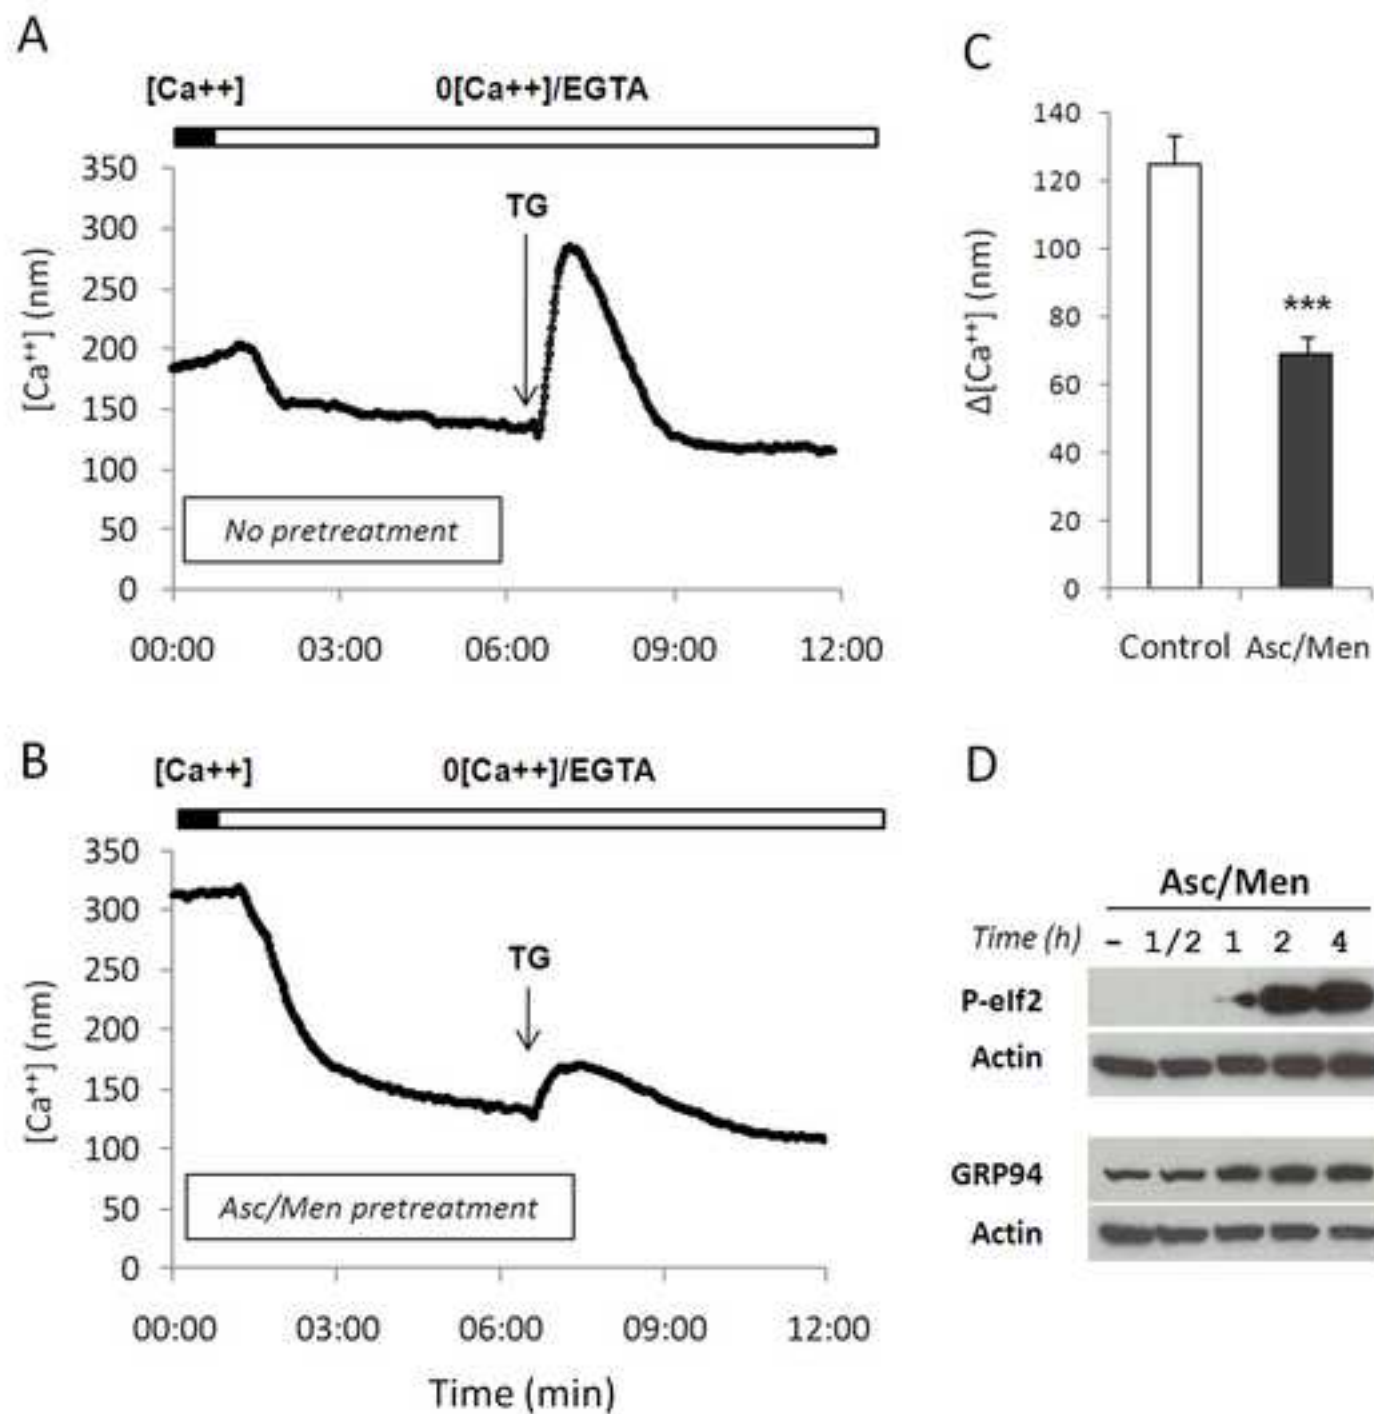 A
[Ca++] 0[Ca++]/EGTA
350
300
250
200
150
100
50
0
[Ca⁺⁺] (nm)
TG
No pretreatment
00:00 03:00 06:00 09:00 12:00
B
[Ca++] 0[Ca++]/EGTA
350
300
250
200
150
100
50
0
[Ca⁺⁺] (nm)
TG
Asc/Men pretreatment
00:00 03:00 06:00 09:00 12:00
Time (min)
C
140
120
100
80
60
40
20
0
Δ[Ca⁺⁺] (nm)
***
Control Asc/Men
D
Asc/Men
Time (h) - 1/2 1 2 4
P-eIf2
Actin
GRP94
Actin